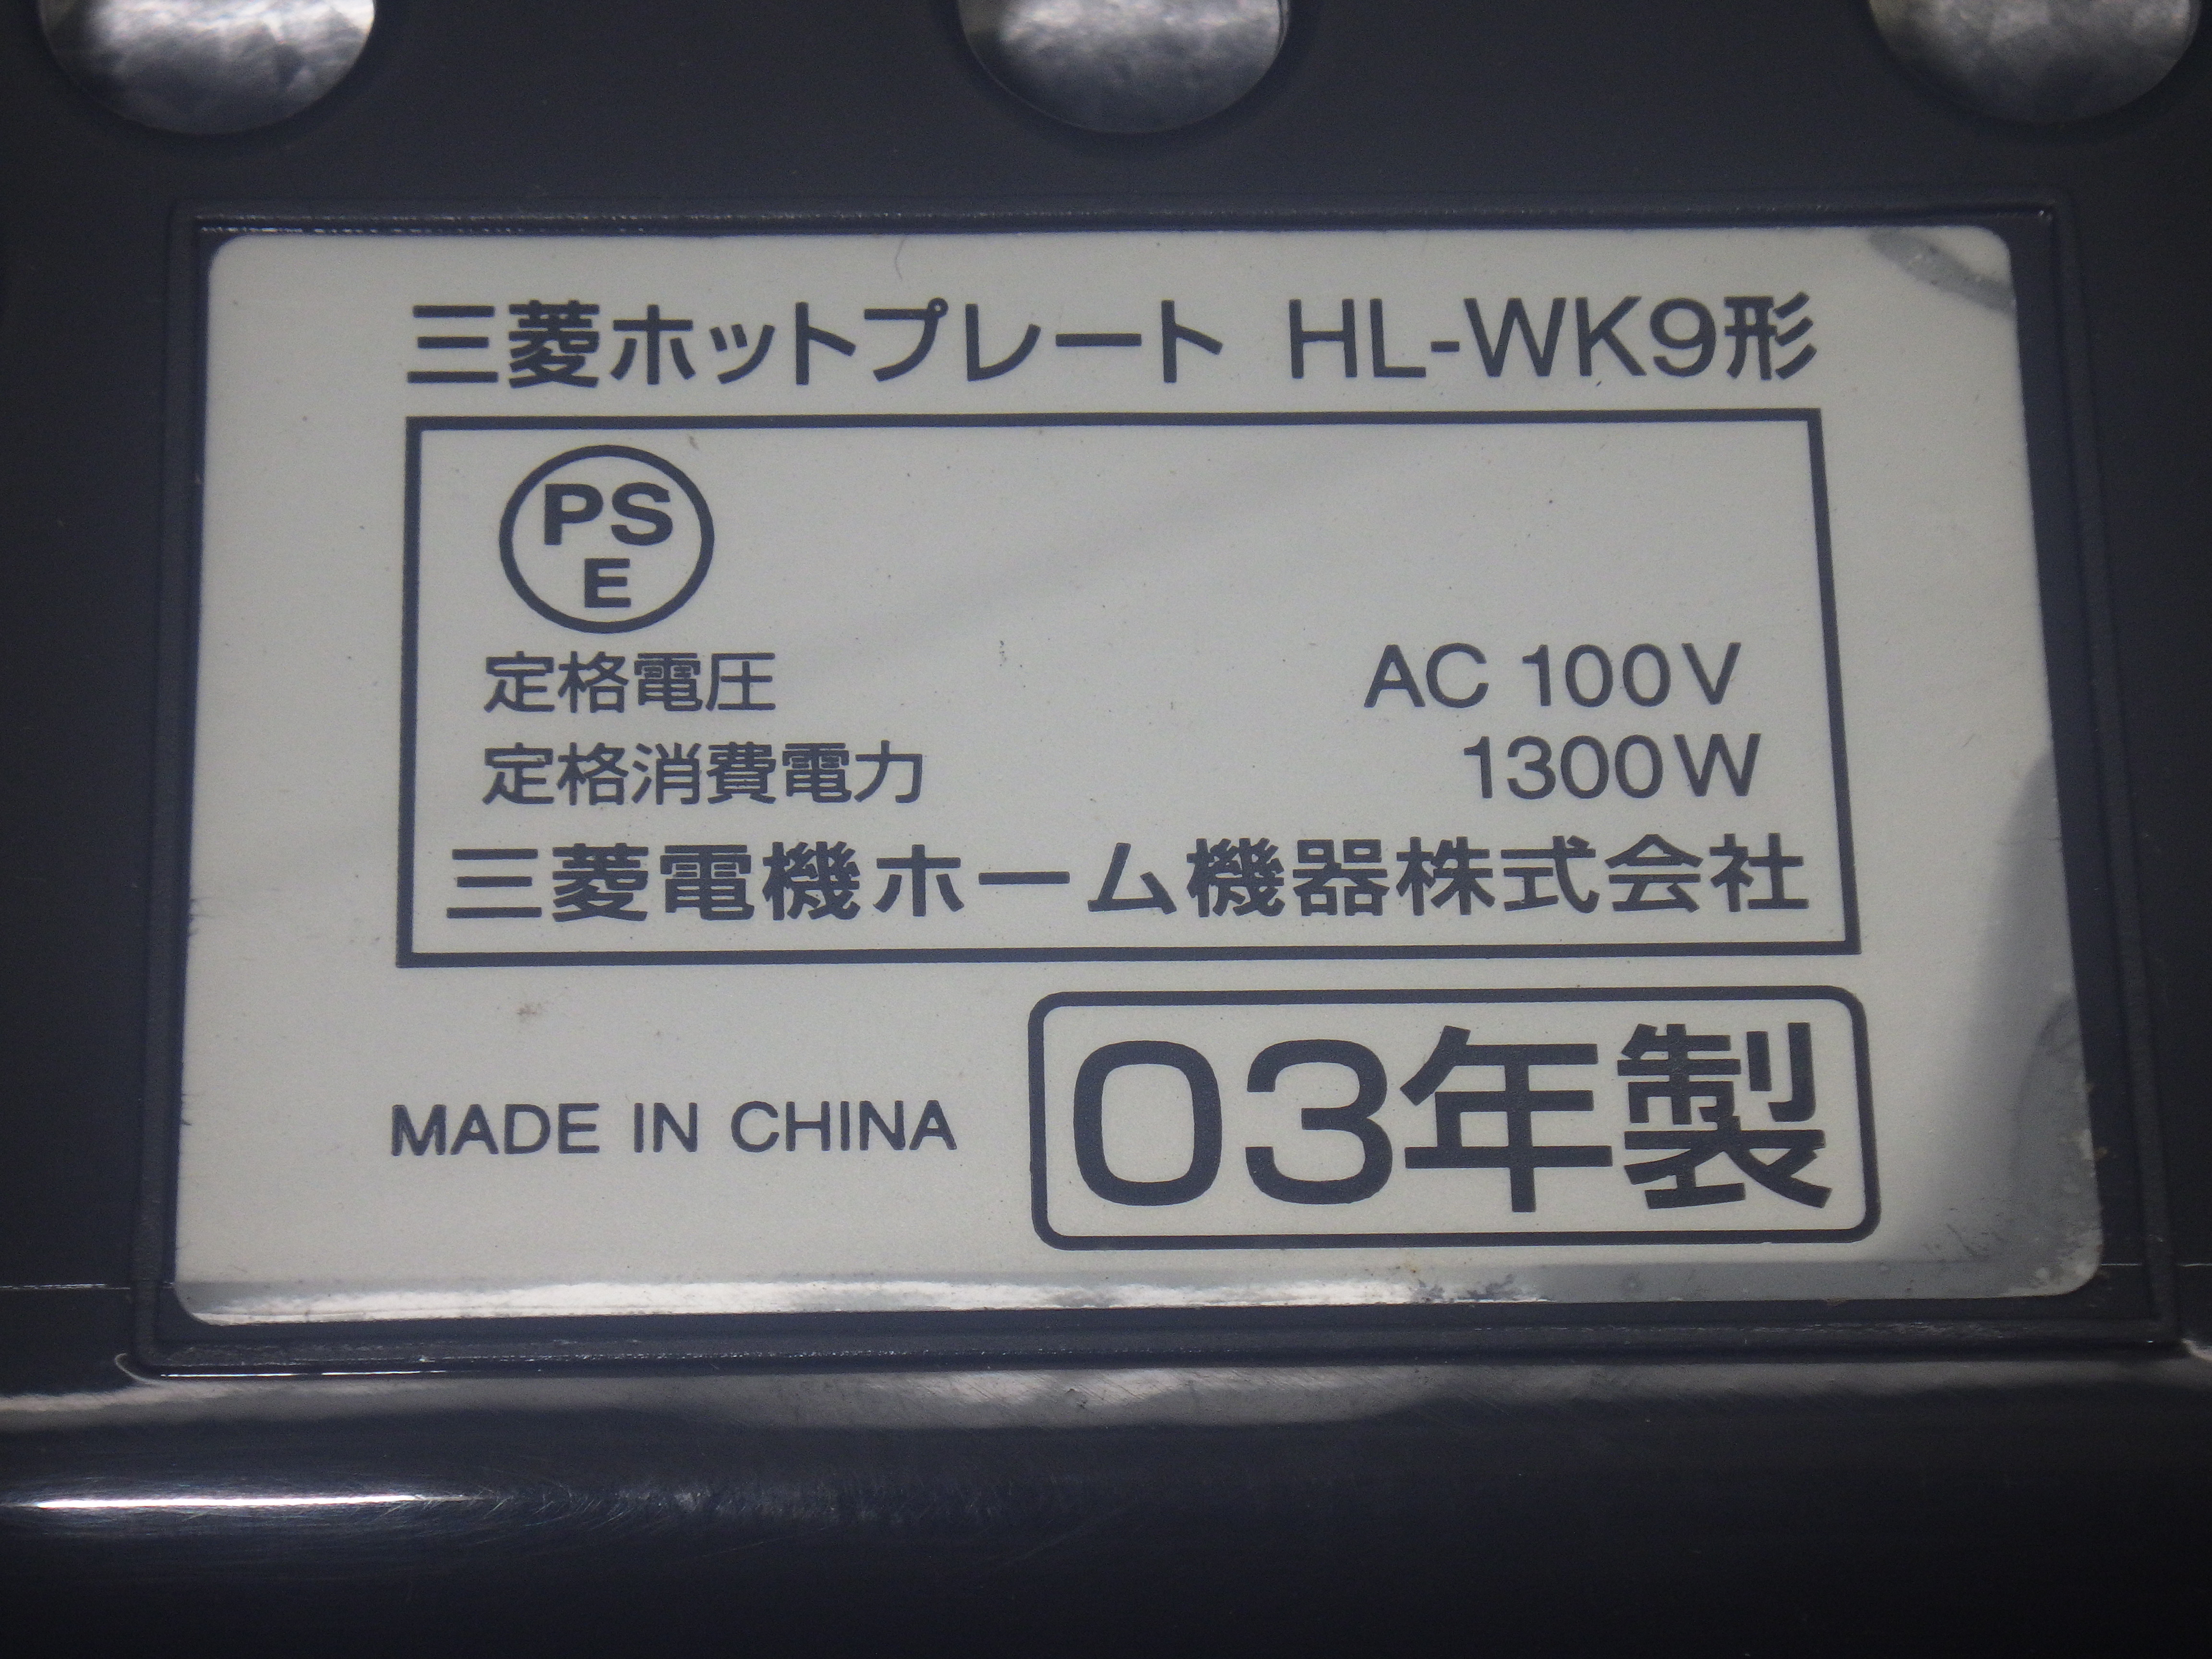 三菱ホットプレート HL-WK9形
PS
E
定格電圧 AC 100V
定格消費電力 1300W
三菱電機ホーム機器株式会社
MADE IN CHINA 03年製